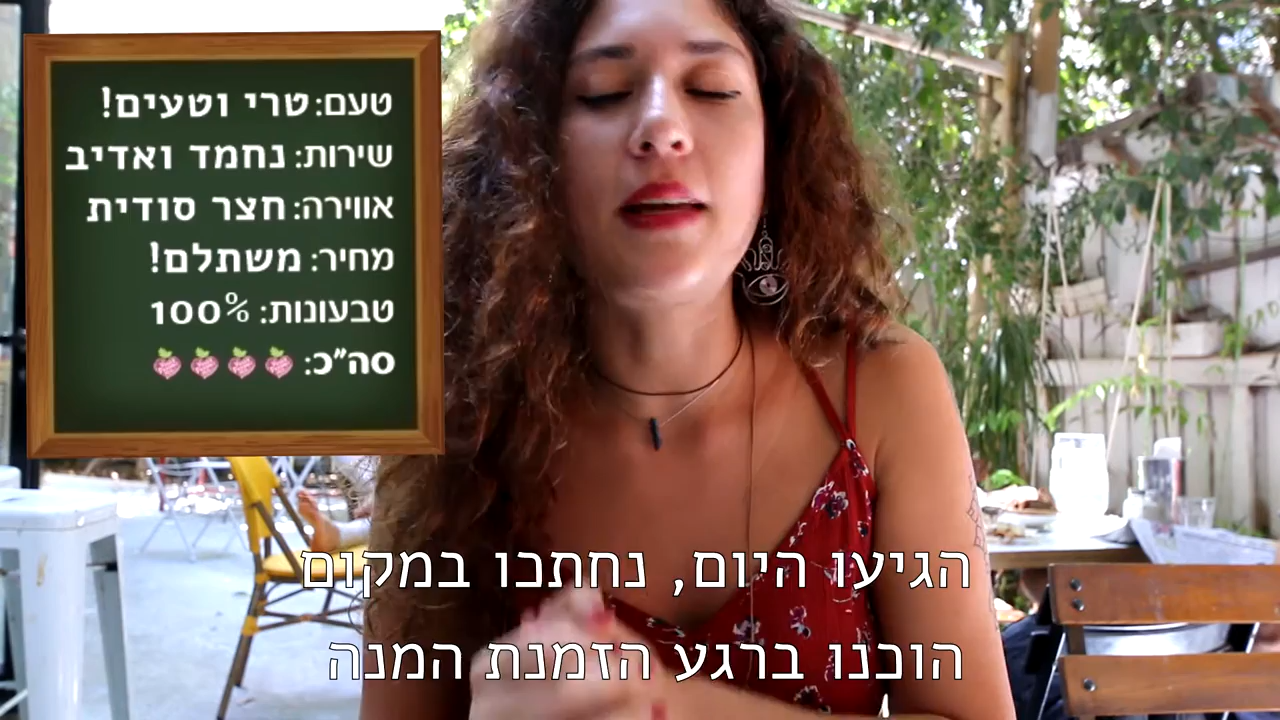 טעם: טרי וטעים!
שירות: נחמד ואדיב
אווירה: חצר סודית
מחיר: משתלם!
טבעונות: 100%
סה"כ:
הגיעו היום, נחתכו במקום
הוכנו ברגע הזמנת המנה